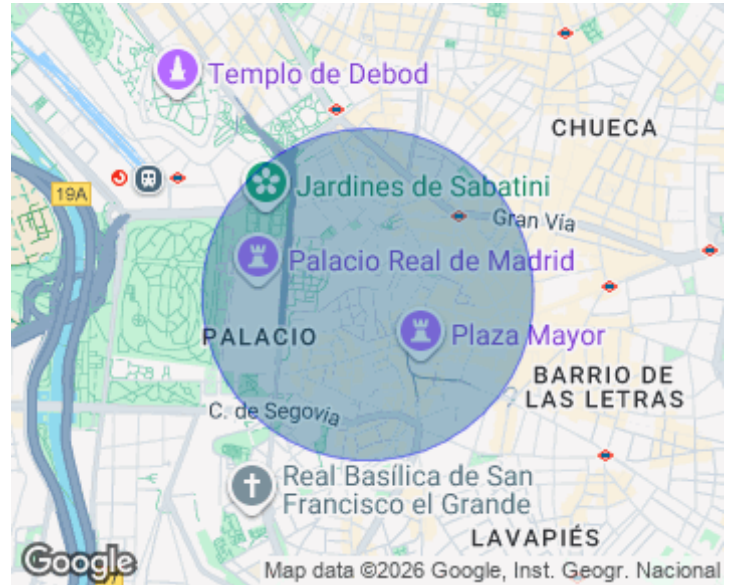 Templo de Debod
CHUECA
Jardines de Sabatini
19A
Gran Vía
Palacio Real de Madrid
PALACIO
Plaza Mayor
BARRIO DE
LAS LETRAS
C. de Segovia
Real Basílica de San
Francisco el Grande
LAVAPIÉS
Google
Map data ©2026 Google, Inst. Geogr. Nacional